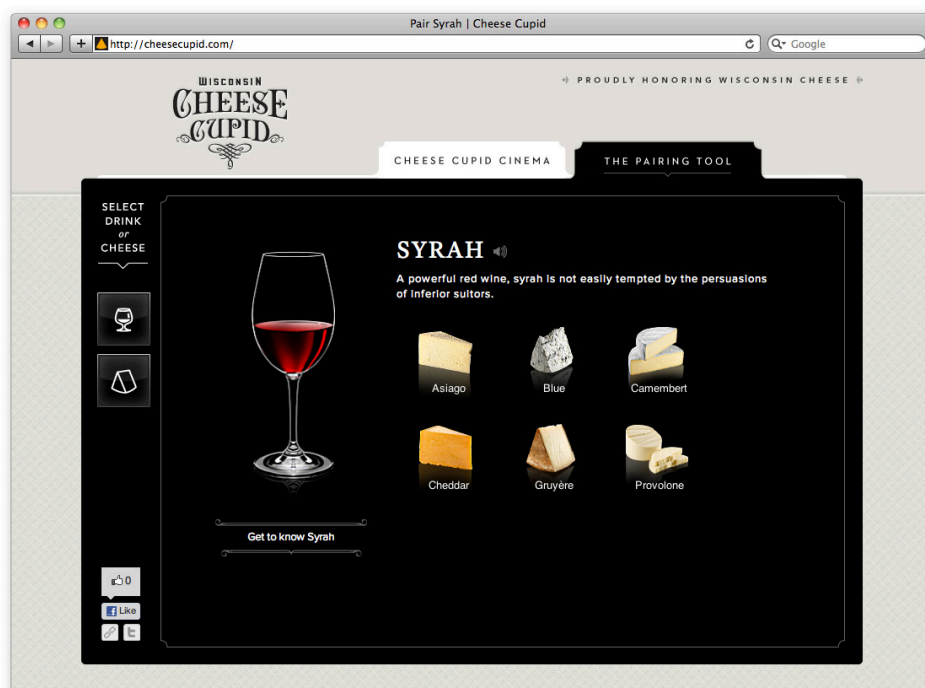 Pair Syrah | Cheese Cupid
http://cheesecupid.com/
Google
WISCONSIN
CHEESE
CUPID
PROUDLY HONORING WISCONSIN CHEESE
CHEESE CUPID CINEMA
THE PAIRING TOOL
SELECT
DRINK
or
CHEESE
SYRAH
A powerful red wine, syrah is not easily tempted by the persuasions
of inferior suitors.
Asiago
Blue
Camembert
Cheddar
Gruyère
Provolone
Get to know Syrah
0
Like